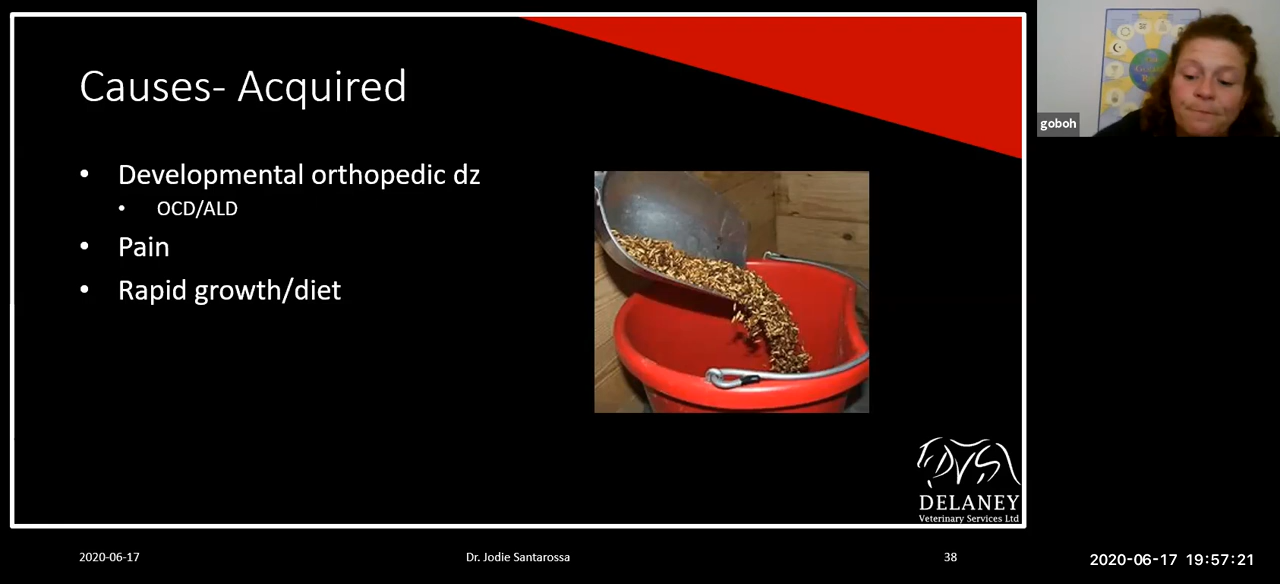 Causes- Acquired
• Developmental orthopedic dz
• OCD/ALD
• Pain
• Rapid growth/diet
DVS
DELANEY
Veterinary Services Ltd
2020-06-17
Dr. Jodie Santarossa
38
goboh
2020-06-17 19:57:21